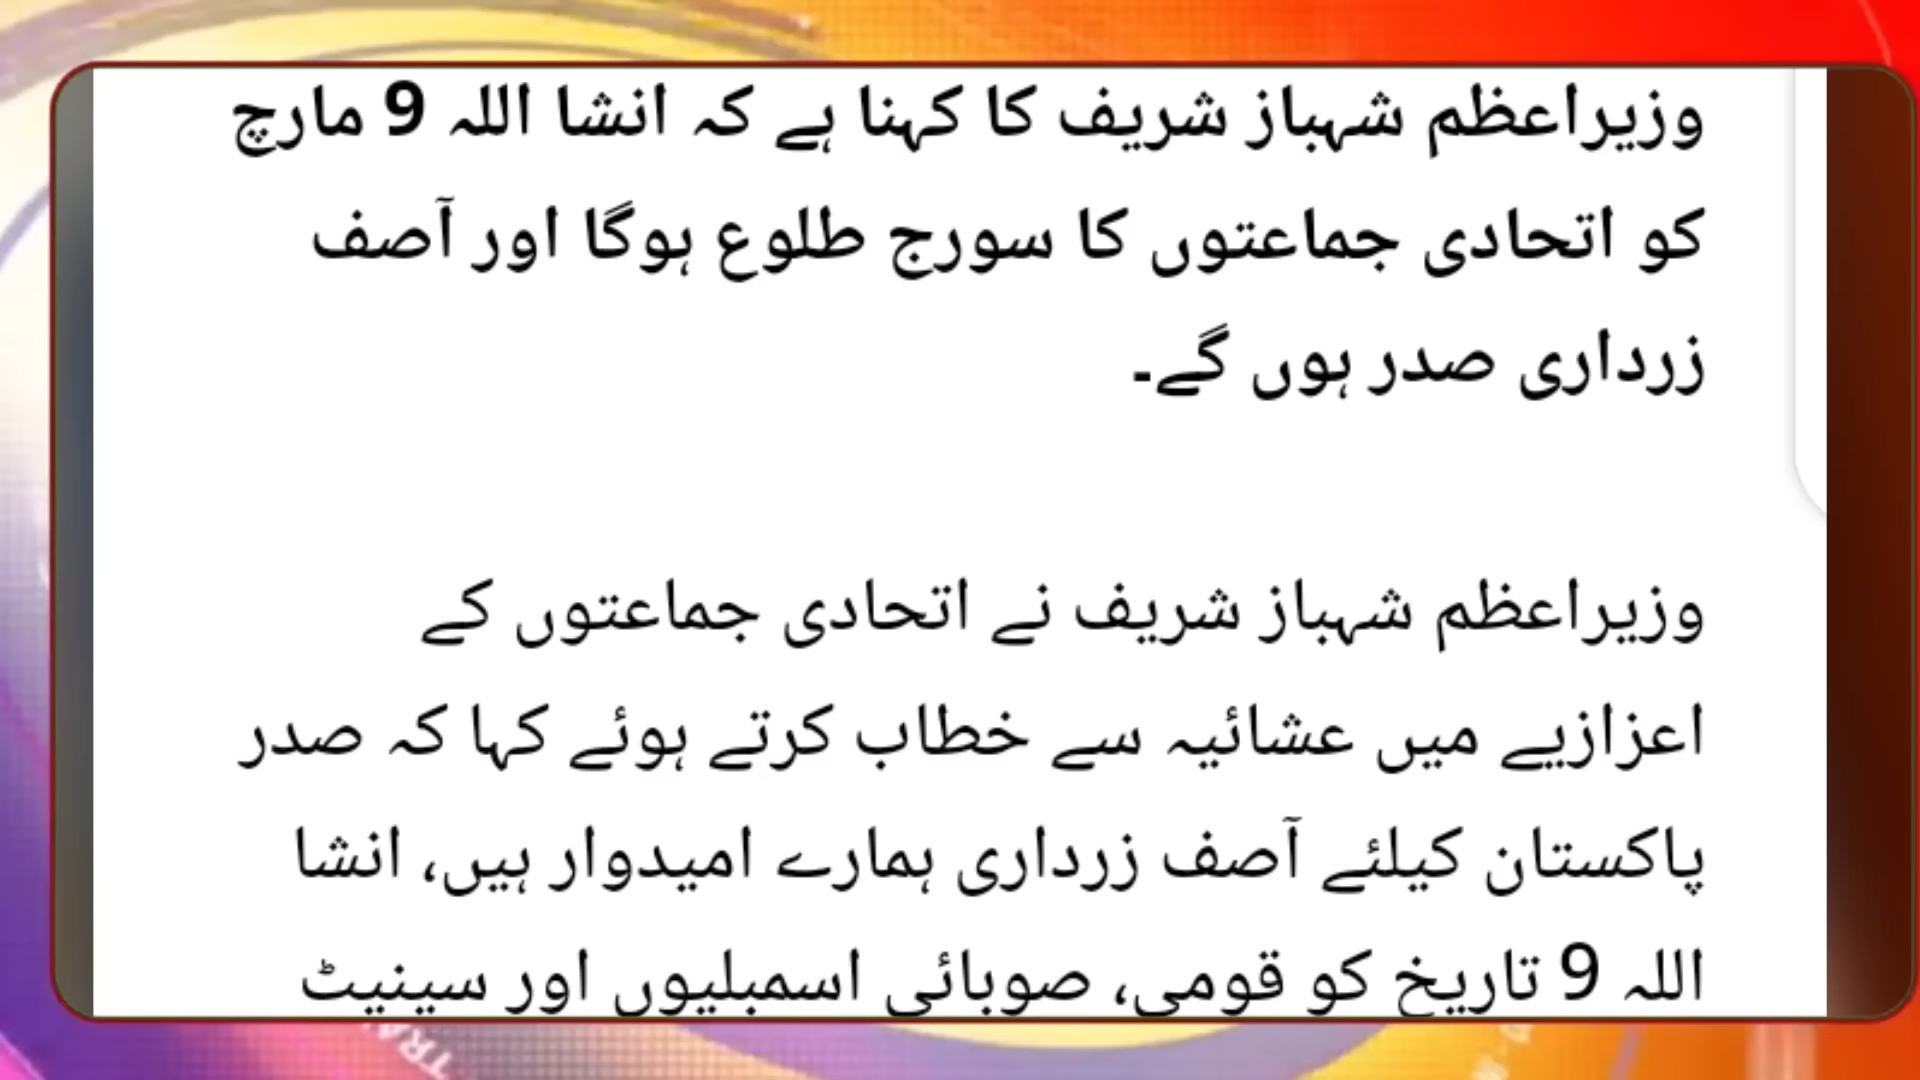 وزیراعظم شہباز شریف کا کہنا ہے کہ انشا اللہ 9 مارچ
کو اتحادی جماعتوں کا سورج طلوع ہوگا اور آصف
زرداری صدر ہوں گے۔
وزیراعظم شہباز شریف نے اتحادی جماعتوں کے
اعزازیے میں عشائیہ سے خطاب کرتے ہوئے کہا کہ صدر
پاکستان کیلئے آصف زرداری ہمارے امیدوار ہیں، انشا
اللہ 9 تاریخ کو قومی، صوبائی اسمبلیوں اور سینیٹ